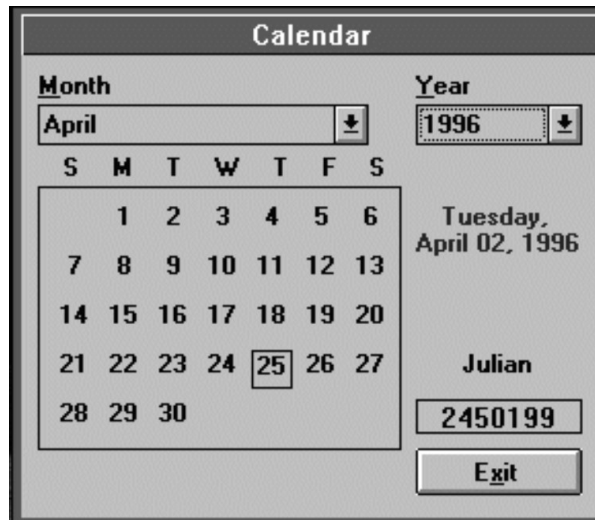 Calendar
Month
Year
April
1996
S M T W T F S
1 2 3 4 5 6
7 8 9 10 11 12 13
14 15 16 17 18 19 20
21 22 23 24 25 26 27
28 29 30
Tuesday,
April 02, 1996
Julian
2450199
Exit